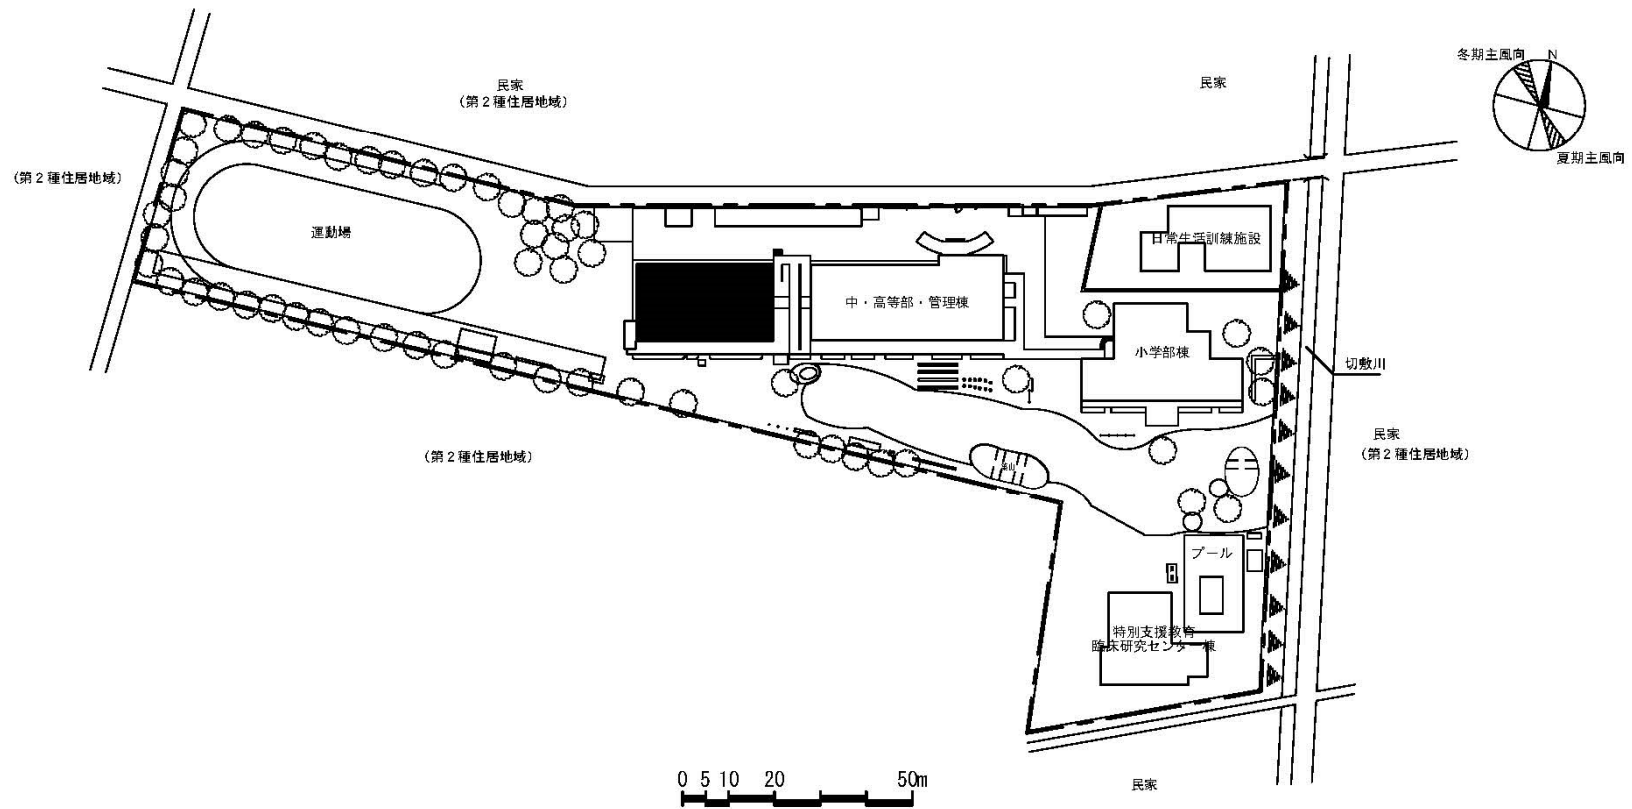 冬期主風向
N
夏期主風向
民家
(第2種住居地域)
民家
(第2種住居地域)
運動場
日常生活訓練施設
中・高等部・管理棟
小学部棟
切敷川
民家
(第2種住居地域)
(第2種住居地域)
築山
プール
特別支援教育
臨床研究センター棟
0 5 10 20 50m
民家